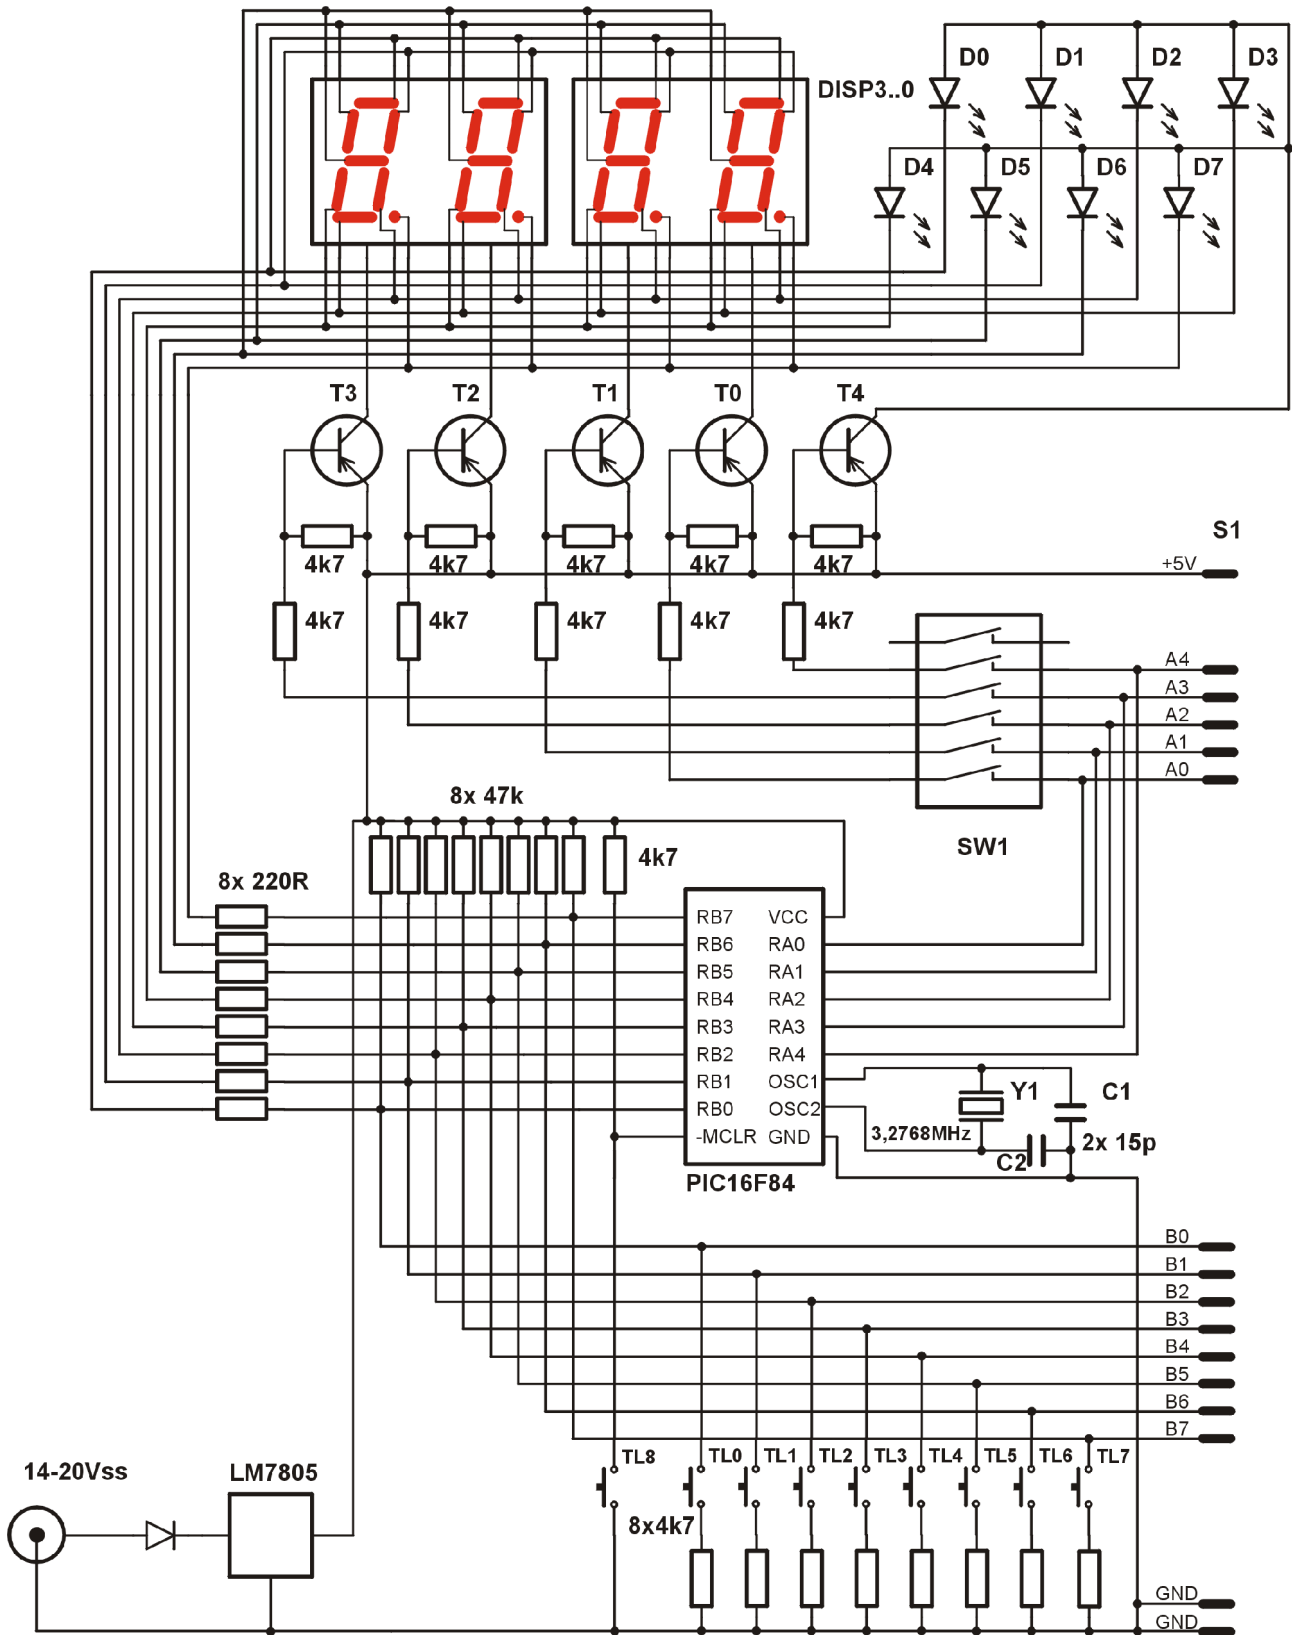 D0 D1 D2 D3
DISP3..0
D4 D5 D6 D7
T3 T2 T1 T0 T4
S1
4k7 4k7 4k7 4k7 4k7
+5V
4k7 4k7 4k7 4k7 4k7
A4
A3
A2
A1
A0
8x 47k
SW1
4k7
8x 220R
RB7 VCC
RB6 RA0
RB5 RA1
RB4 RA2
RB3 RA3
RB2 RA4
RB1 OSC1
RB0 OSC2
-MCLR GND
Y1 C1
3,2768MHz
2x 15p
C2
PIC16F84
B0
B1
B2
B3
B4
B5
B6
B7
TL8 TL0 TL1 TL2 TL3 TL4 TL5 TL6 TL7
14-20Vss LM7805
8x4k7
GND
GND